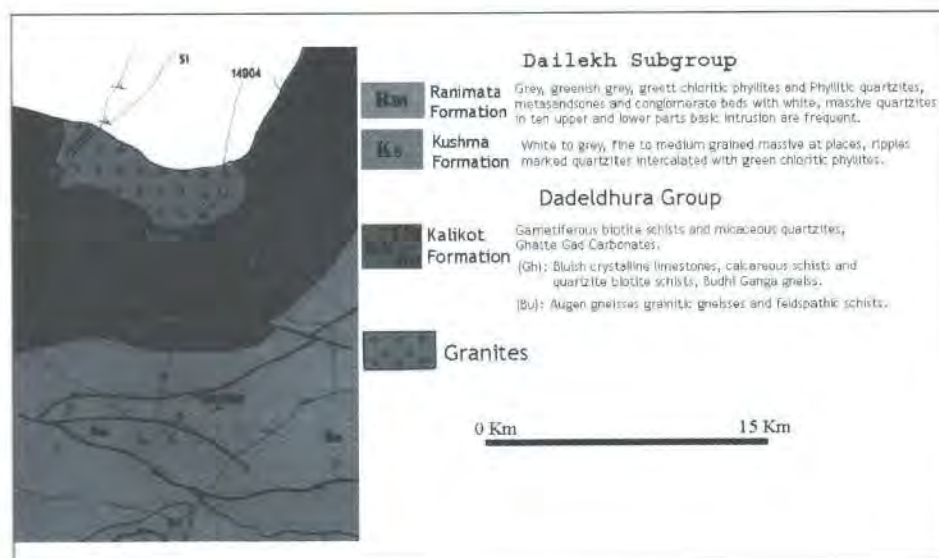 SI
14904
Dailekh Subgroup
Rm
Ranimata Formation
Grey, greenish grey, greett chloritic phyllites and Phyllitic quartzites,
metasandsones and conglomerate beds with white, massive quartzites
in ten upper and lower parts basic intrusion are frequent.
Ks
Kushma Formation
White to grey, fine to medium grained massive at places, ripples
marked quartzites intercalated with green chloritic phyllites.
Dadeldhura Group
Kalikot Formation
Garnetiferous biotite schists and micaceous quartzites,
Ghatte Gad Carbonates.
(Gh): Bluish crystalline limestones, calcareous schists and
quartzite biotite schists, Budhi Ganga gneiss.
(Bu): Augen gneisses grainitic gneisses and feldspathic schists.
Granites
0 Km 15 Km